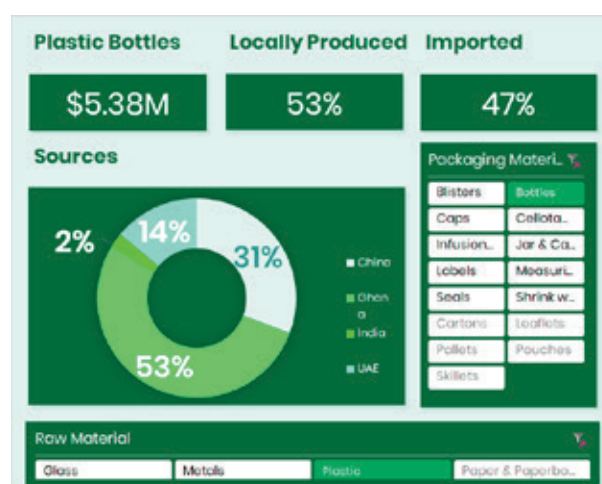 Plastic Bottles
Locally Produced
Imported
$5.38M
53%
47%
Sources
2%
14%
31%
53%
China
Ghan
a
India
UAE
Packaging Materi...
Blisters
Bottles
Caps
Cellota...
Infusion...
Jar & Ca...
Labels
Measuri...
Seals
Shrink w...
Cartons
Leaflets
Pallets
Pouches
Skillets
Raw Material
Glass
Metals
Plastic
Paper & Paperbo...